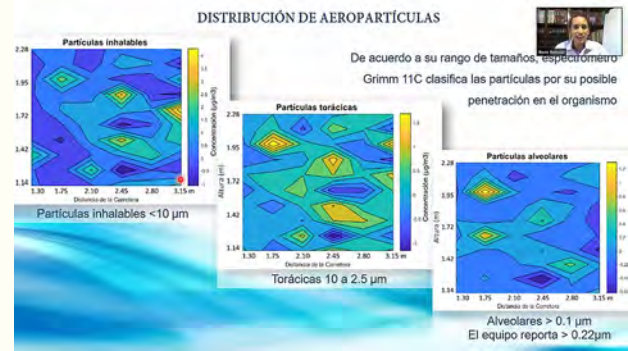 DISTRIBUCIÓN DE AEROPARTÍCULAS
De acuerdo a su rango de tamaños, espectrómetro
Grimm 11C clasifica las partículas por su posible
penetración en el organismo
Partículas inhalables
2.28
1.95
1.72
1.42
1.14
1.30 1.75 2.10 2.45 2.80 3.15 m
Distancia de la Carretera
Concentración (µg/m3)
Partículas inhalables <10 µm
Partículas torácicas
2.28
1.95
1.72
1.42
1.14
Altura (m)
1.30 1.75 2.10 2.45 2.80 3.15 m
Distancia de la Carretera
Concentración (µg/m3)
Torácicas 10 a 2.5 µm
Partículas alveolares
2.28
1.95
1.72
1.42
1.14
Altura (m)
1.30 1.75 2.10 2.45 2.80 3.15 m
Distancia de la Carretera
Alveolares > 0.1 µm
El equipo reporta > 0.22µm